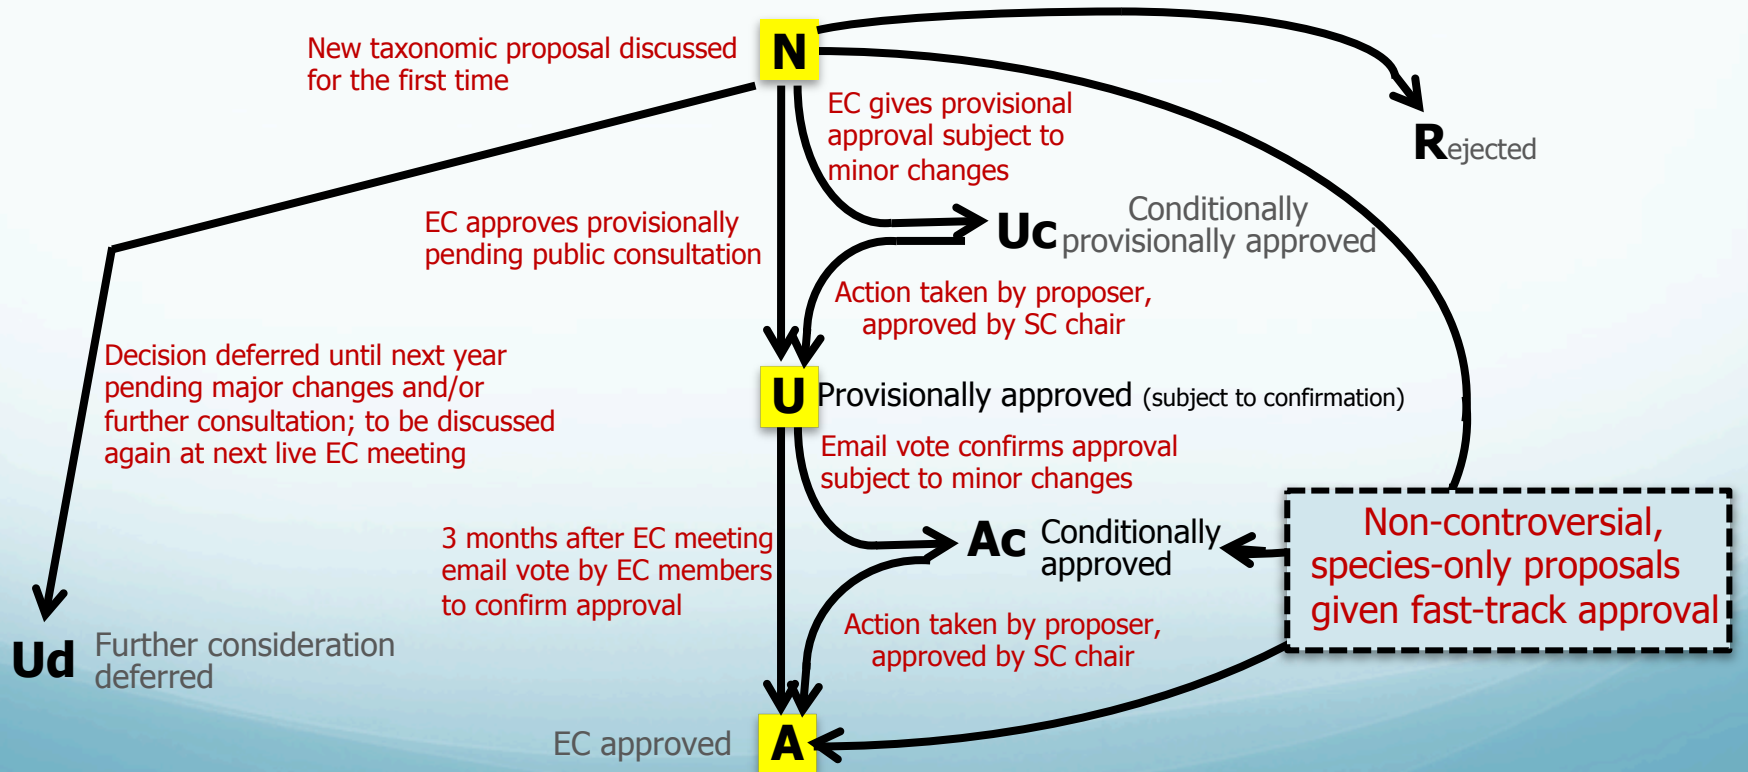 New taxonomic proposal discussed
for the first time
N
EC gives provisional
approval subject to
minor changes
Rejected
EC approves provisionally
pending public consultation
Uc
Conditionally
provisionally approved
Action taken by proposer,
approved by SC chair
Decision deferred until next year
pending major changes and/or
further consultation; to be discussed
again at next live EC meeting
U Provisionally approved (subject to confirmation)
Email vote confirms approval
subject to minor changes
3 months after EC meeting
email vote by EC members
to confirm approval
Ac
Conditionally
approved
Non-controversial,
species-only proposals
given fast-track approval
Action taken by proposer,
approved by SC chair
Ud
Further consideration
deferred
EC approved
A